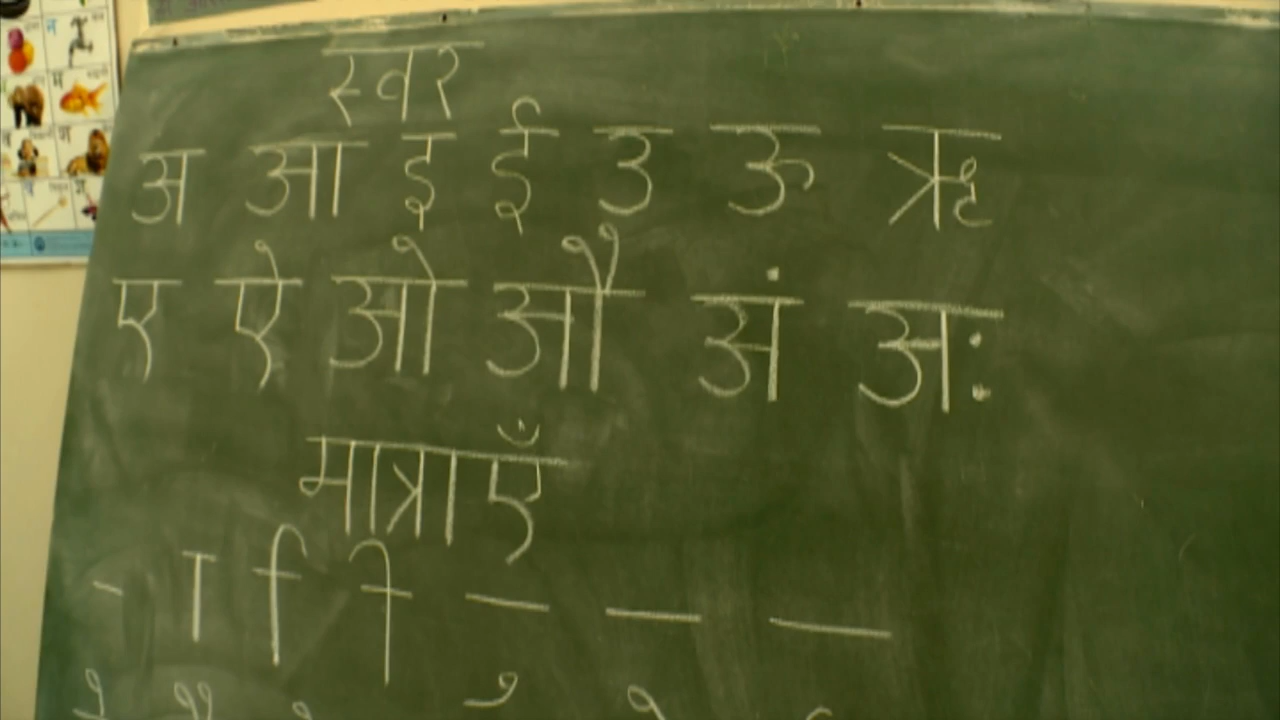 स्वर
अ आ इ ई उ ऊ ऋ
ए ऐ ओ औ अं अः
मात्राएँ
- ा ि ी